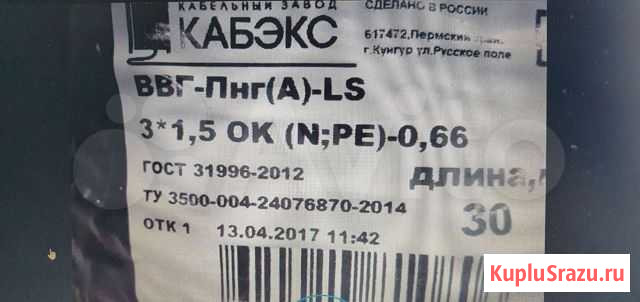 КАБЕЛЬНЫЙ ЗАВОД
КАБЭКС
СДЕЛАНО В РОССИИ
617472, Пермский край,
г.Кунгур ул.Русское поле
ВВГ-Пнг(А)-LS
3*1,5 ОК (N;PE)-0,66
ГОСТ 31996-2012
длина,
ТУ 3500-004-24076870-2014
30
ОТК 1 13.04.2017 11:42
Avito
KupluSrazu.ru